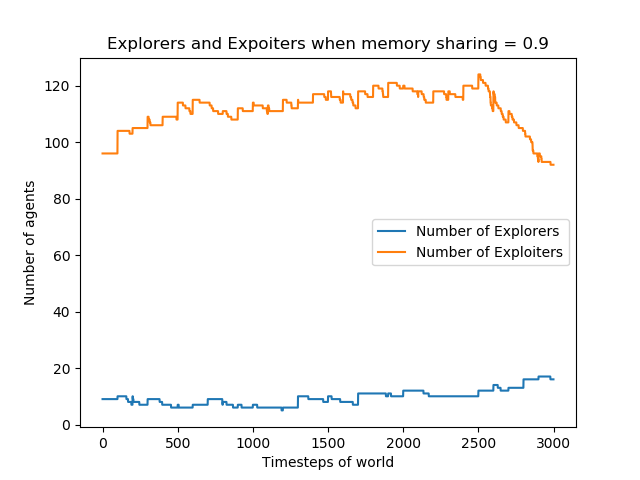 Explorers and Expoiters when memory sharing = 0.9
120
100
80
60
40
20
0
Number of agents
Number of Explorers
Number of Exploiters
0 500 1000 1500 2000 2500 3000
Timesteps of world